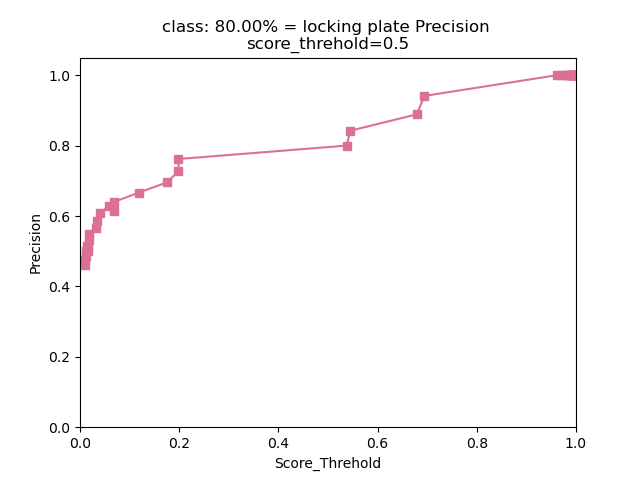 class: 80.00% = locking plate Precision
score_threhold=0.5
1.0
0.8
0.6
0.4
0.2
0.0
Precision
0.0 0.2 0.4 0.6 0.8 1.0
Score_Threhold